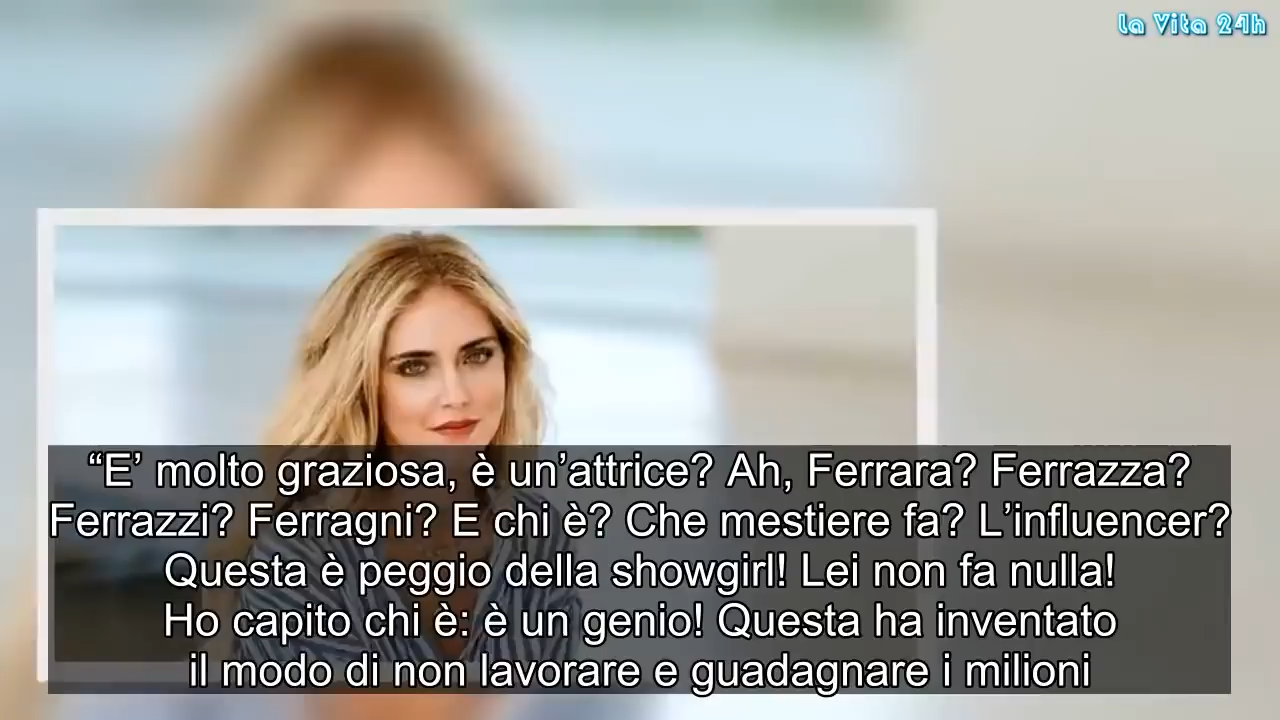 La Vita 24h
“E’ molto graziosa, è un’attrice? Ah, Ferrara? Ferrazza?
Ferrazzi? Ferragni? E chi è? Che mestiere fa? L’influencer?
Questa è peggio della showgirl! Lei non fa nulla!
Ho capito chi è: è un genio! Questa ha inventato
il modo di non lavorare e guadagnare i milioni